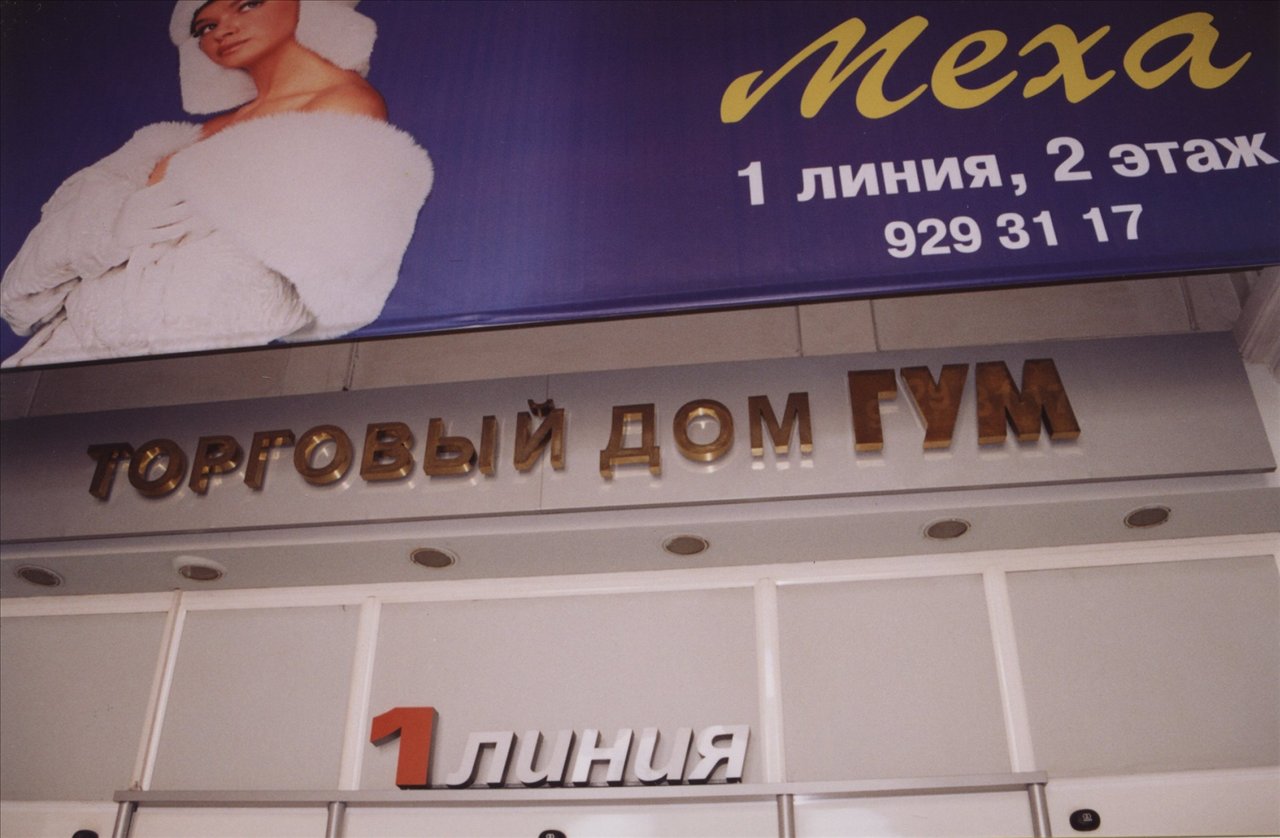 Меха
1 линия, 2 этаж
929 31 17
ТОРГОВЫЙ ДОМ ГУМ
1 линия